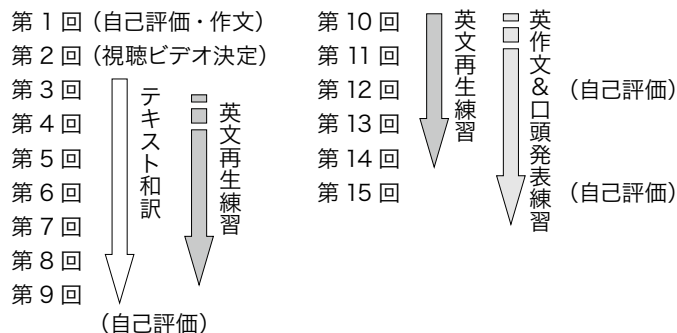 第 1 回（自己評価・作文）
第 2 回（視聴ビデオ決定）
第 3 回
第 4 回
第 5 回
第 6 回
第 7 回
第 8 回
第 9 回
テキスト和訳
英文再生練習
（自己評価）
第 10 回
第 11 回
第 12 回
第 13 回
第 14 回
第 15 回
英文再生練習
英作文＆口頭発表練習
（自己評価）
（自己評価）